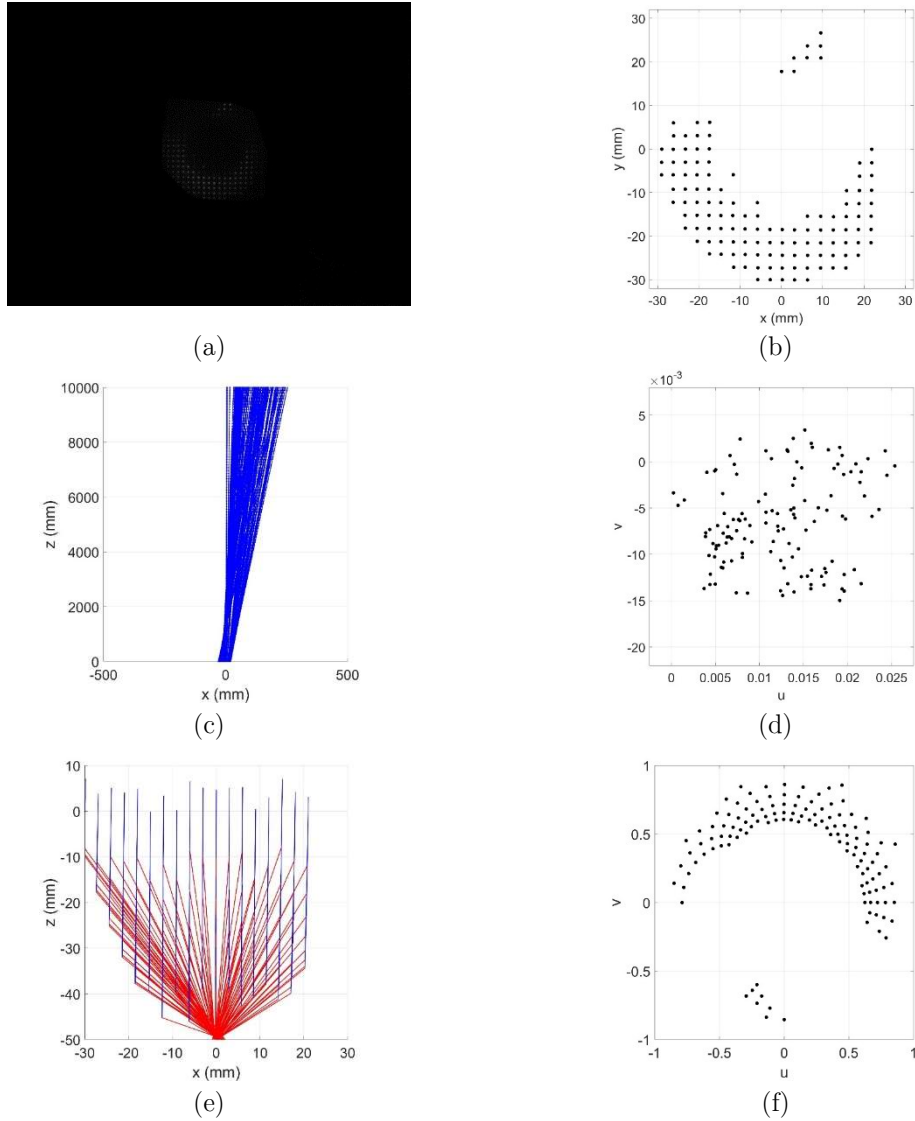 (a)
30
20
10
0
-10
-20
-30
y (mm)
-30 -20 -10 0 10 20 30
x (mm)
(b)
10000
8000
6000
4000
2000
0
z (mm)
-500 0 500
x (mm)
(c)
×10⁻³
5
0
-5
-10
-15
-20
v
0 0.005 0.01 0.015 0.02 0.025
u
(d)
10
0
-10
-20
-30
-40
-50
z (mm)
-30 -20 -10 0 10 20 30
x (mm)
(e)
1
0.5
0
-0.5
-1
v
-1 -0.5 0 0.5 1
u
(f)